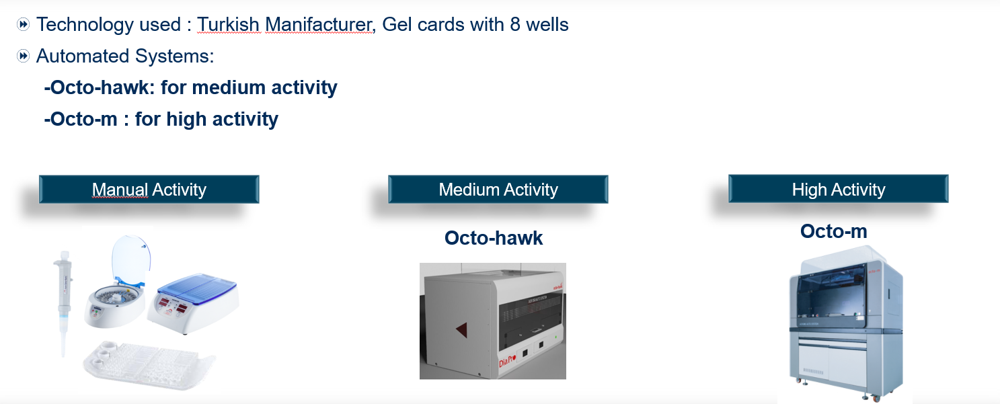 Technology used : Turkish Manifacturer, Gel cards with 8 wells
Automated Systems:
-Octo-hawk: for medium activity
-Octo-m : for high activity
Manual Activity
Medium Activity
High Activity
Octo-hawk
Octo-m
DiaPro